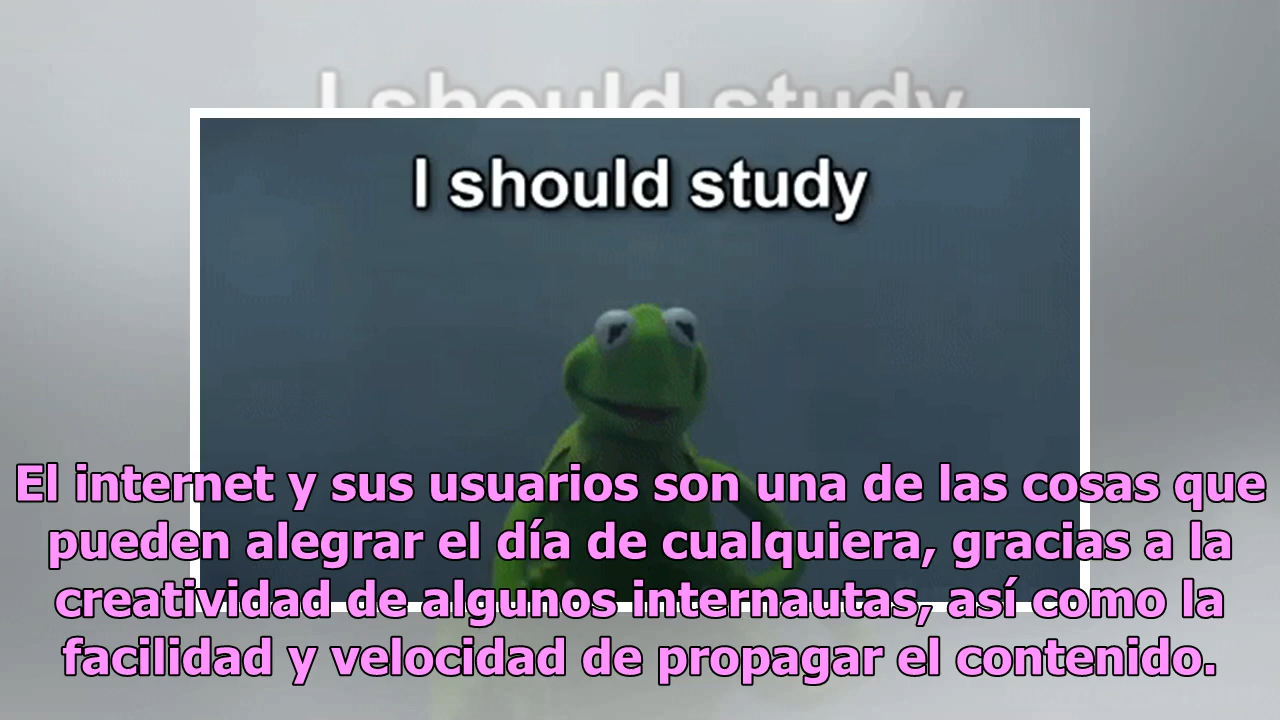 I should study
I should study
El internet y sus usuarios son una de las cosas que
pueden alegrar el día de cualquiera, gracias a la
creatividad de algunos internautas, así como la
facilidad y velocidad de propagar el contenido.